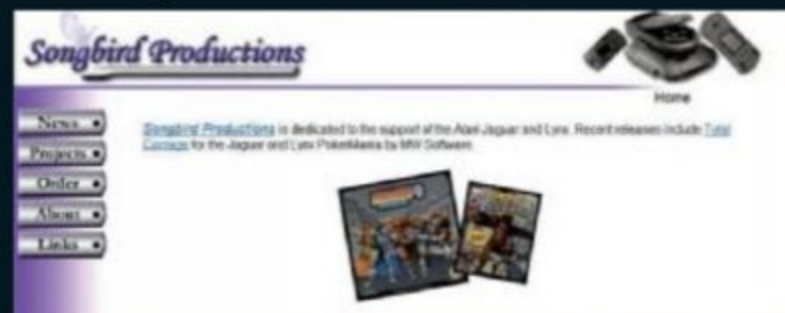 Songbird Productions
Home
News
Projects
Order
About
Links
Songbird Productions is dedicated to the support of the Atari Jaguar and Lynx. Recent releases include Total
Carnage for the Jaguar and Lynx PokerMania by MW Software.